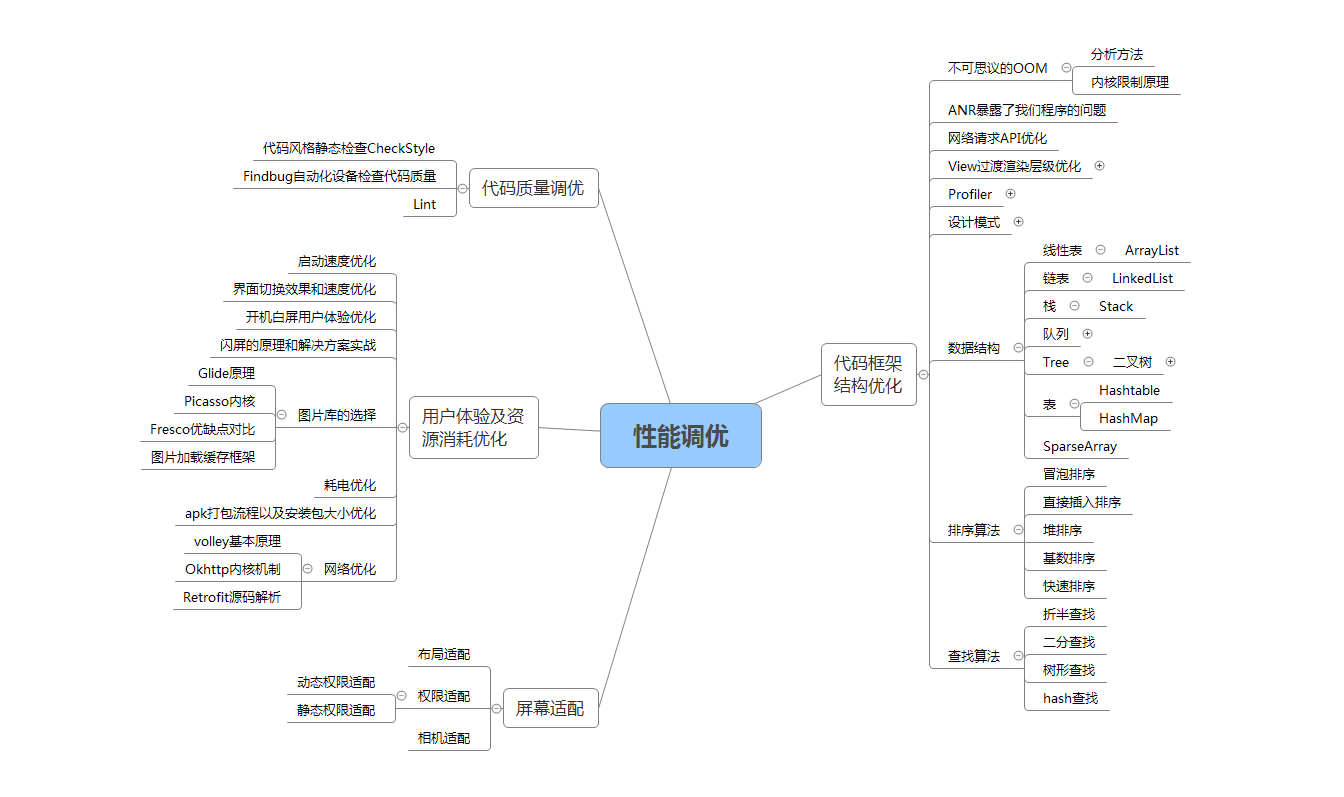 性能调优
代码框架
结构优化
不可思议的OOM
分析方法
内核限制原理
ANR暴露了我们程序的问题
网络请求API优化
View过渡渲染层级优化
Profiler
设计模式
数据结构
线性表
ArrayList
链表
LinkedList
栈
Stack
队列
Tree
二叉树
表
Hashtable
HashMap
SparseArray
排序算法
冒泡排序
直接插入排序
堆排序
基数排序
快速排序
查找算法
折半查找
二分查找
树形查找
hash查找
代码质量调优
代码风格静态检查CheckStyle
Findbug自动化设备检查代码质量
Lint
用户体验及资
源消耗优化
启动速度优化
界面切换效果和速度优化
开机白屏用户体验优化
闪屏的原理和解决方案实战
图片库的选择
Glide原理
Picasso内核
Fresco优缺点对比
图片加载缓存框架
耗电优化
apk打包流程以及安装包大小优化
网络优化
volley基本原理
Okhttp内核机制
Retrofit源码解析
屏幕适配
布局适配
权限适配
动态权限适配
静态权限适配
相机适配